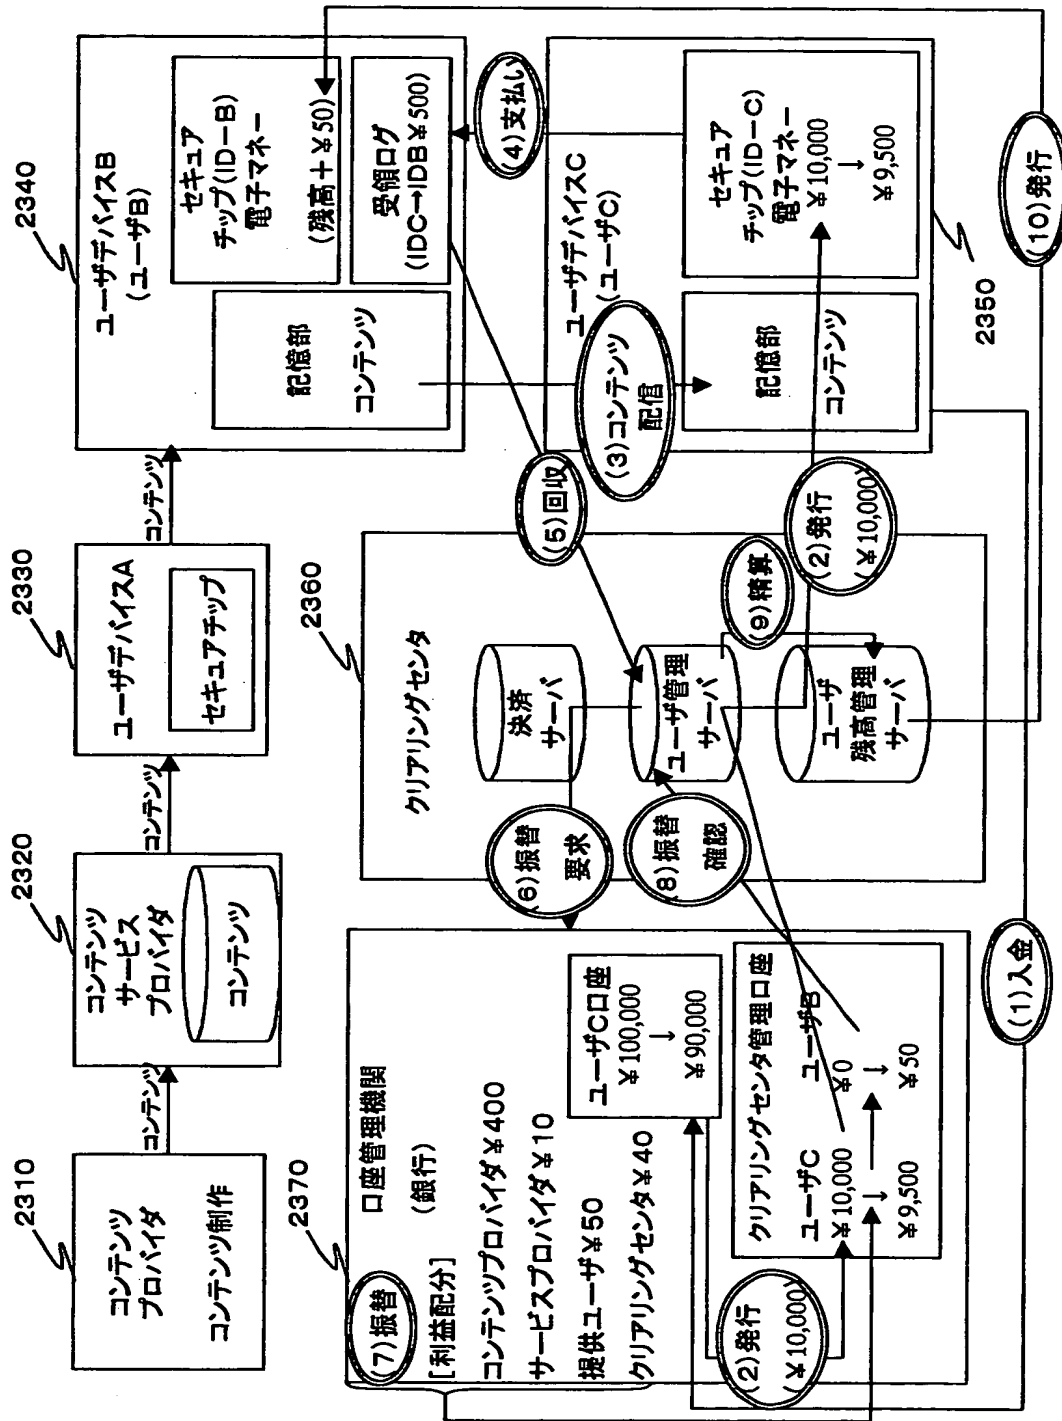 2310
コンテンツ
プロバイダ
コンテンツ制作
コンテンツ
2320
コンテンツ
サービス
プロバイダ
コンテンツ
コンテンツ
2330
ユーザデバイスA
セキュアチップ
コンテンツ
2340
ユーザデバイスB
(ユーザB)
記憶部
コンテンツ
セキュア
チップ(ID−B)
電子マネー
(残高+¥50)
受領ログ
(IDC→IDB¥500)
(4)支払い
(3)コンテンツ
配信
(5)回収
ユーザデバイスC
(ユーザC)
記憶部
コンテンツ
セキュア
チップ(ID−C)
電子マネー
¥10,000
↓
¥9,500
2350
2360
クリアリングセンタ
決済
サーバ
ユーザ管理
サーバ
ユーザ
残高管理
サーバ
(9)精算
(2)発行
(¥10,000)
(6)振替
要求
(8)振替
確認
2370
口座管理機関
(銀行)
(7)振替
[利益配分]
コンテンツプロバイダ¥400
サービスプロバイダ¥10
提供ユーザ¥50
クリアリングセンタ¥40
ユーザC口座
¥100,000
↓
¥90,000
クリアリングセンタ管理口座
ユーザC
¥10,000
↓
¥9,500
ユーザB
¥0
↓
¥50
(2)発行
(¥10,000)
(1)入金
(10)発行